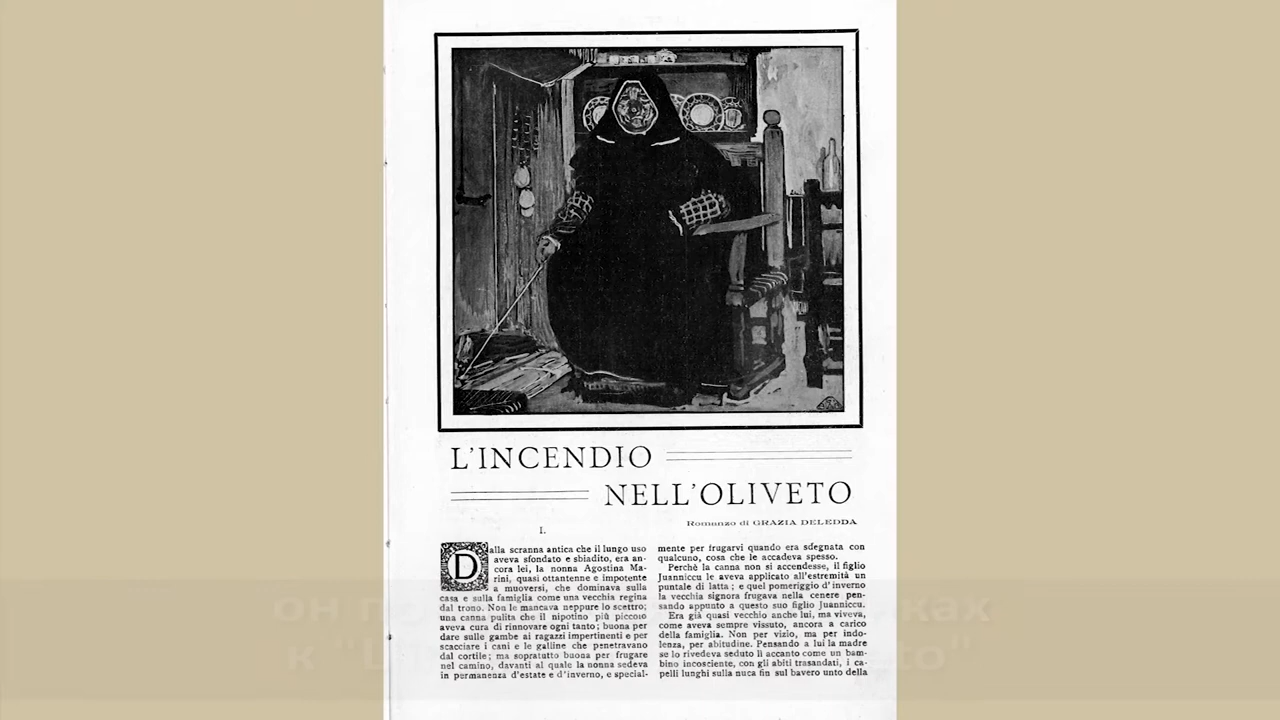 L'INCENDIO
NELL'OLIVETO
Romanzo di GRAZIA DELEDDA
I.
Dalla scranna antica che il lungo uso
aveva sfondato e sbiadito, era an-
cora lei, la nonna Agostina Ma-
rini, quasi ottantenne e impotente
a muoversi, che dominava sulla
casa e sulla famiglia come una vecchia regina
dal trono. Non le mancava neppure lo scettro;
una canna pulita che il nipotino più piccolo
aveva cura di rinnovare ogni tanto; buona per
dare sulle gambe ai ragazzi impertinenti e per
scacciare i cani e le galline che penetravano
dal cortile; ma sopratutto buona per frugare
nel camino, davanti al quale la nonna sedeva
in permanenza d'estate e d'inverno, e special-
mente per frugarvi quando era sdegnata con
qualcuno, cosa che le accadeva spesso.
Perchè la canna non si accendesse, il figlio
Juanniccu le aveva applicato all'estremità un
puntale di latta; e quel pomeriggio d'inverno
la vecchia signora frugava nella cenere pen-
sando appunto a questo suo figlio Juanniccu.
Era già quasi vecchio anche lui, ma viveva,
come aveva sempre vissuto, ancora a carico
della famiglia. Non per vizio, ma per indo-
lenza, per abitudine. Pensando a lui la madre
se lo rivedeva seduto lì accanto come un bam-
bino incosciente, con gli abiti trasandati, i ca-
pelli lunghi sulla nuca fin sul bavero unto della